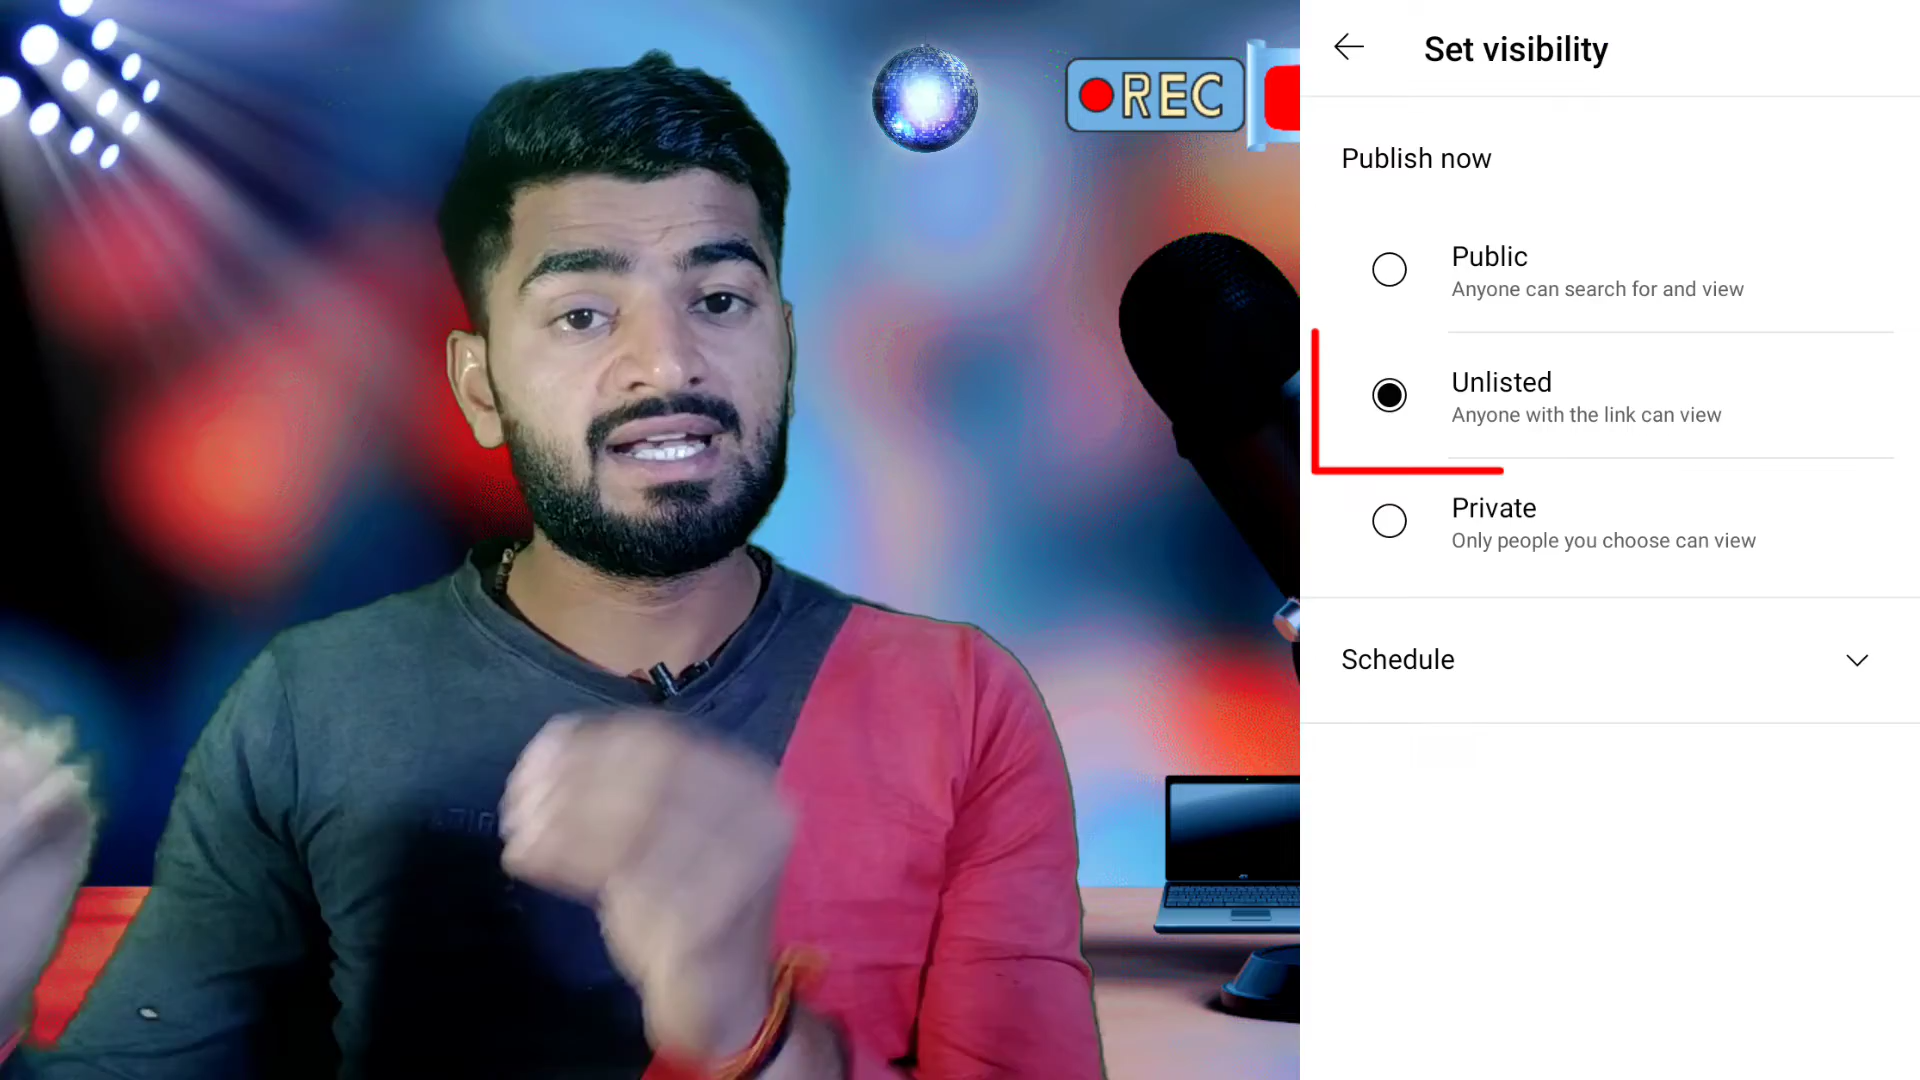 REC
Set visibility
Publish now
Public
Anyone can search for and view
Unlisted
Anyone with the link can view
Private
Only people you choose can view
Schedule